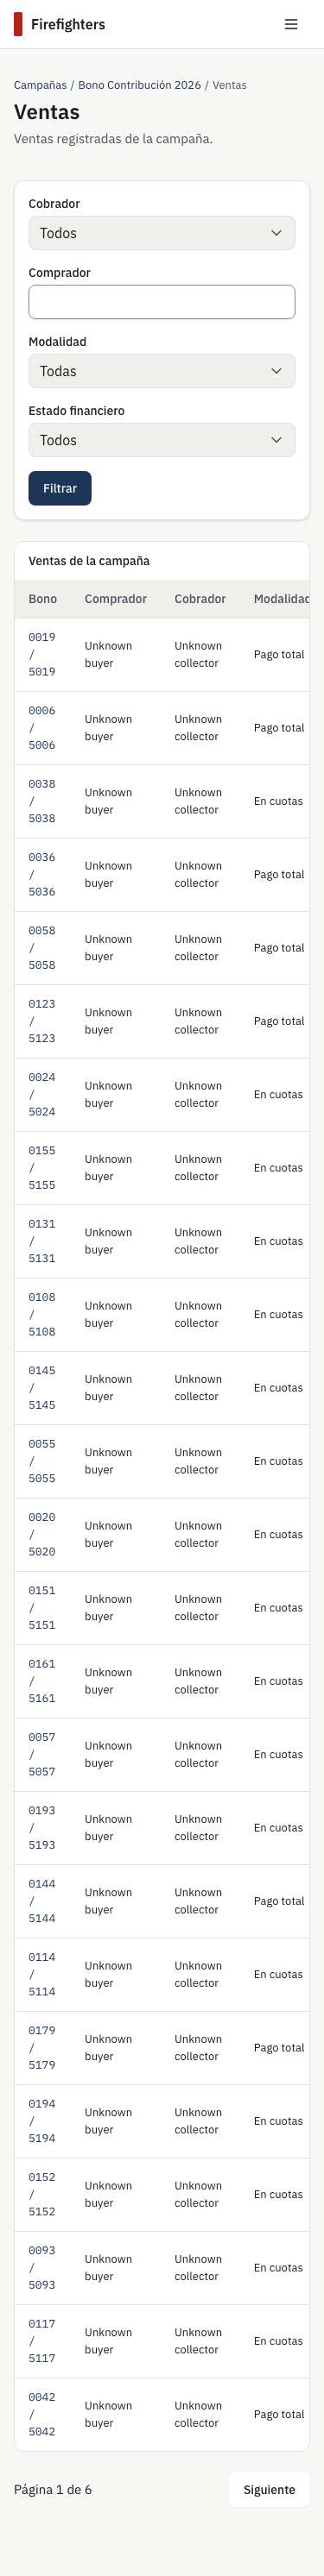 Firefighters
Campañas / Bono Contribución 2026 / Ventas
Ventas
Ventas registradas de la campaña.
Cobrador
Todos
Comprador
Modalidad
Todas
Estado financiero
Todos
Filtrar
Ventas de la campaña
Bono Comprador Cobrador Modalidad
0019
/
5019
Unknown
buyer
Unknown
collector
Pago total
0006
/
5006
Unknown
buyer
Unknown
collector
Pago total
0038
/
5038
Unknown
buyer
Unknown
collector
En cuotas
0036
/
5036
Unknown
buyer
Unknown
collector
Pago total
0058
/
5058
Unknown
buyer
Unknown
collector
Pago total
0123
/
5123
Unknown
buyer
Unknown
collector
Pago total
0024
/
5024
Unknown
buyer
Unknown
collector
En cuotas
0155
/
5155
Unknown
buyer
Unknown
collector
En cuotas
0131
/
5131
Unknown
buyer
Unknown
collector
En cuotas
0108
/
5108
Unknown
buyer
Unknown
collector
En cuotas
0145
/
5145
Unknown
buyer
Unknown
collector
En cuotas
0055
/
5055
Unknown
buyer
Unknown
collector
En cuotas
0020
/
5020
Unknown
buyer
Unknown
collector
En cuotas
0151
/
5151
Unknown
buyer
Unknown
collector
En cuotas
0161
/
5161
Unknown
buyer
Unknown
collector
En cuotas
0057
/
5057
Unknown
buyer
Unknown
collector
En cuotas
0193
/
5193
Unknown
buyer
Unknown
collector
En cuotas
0144
/
5144
Unknown
buyer
Unknown
collector
Pago total
0114
/
5114
Unknown
buyer
Unknown
collector
En cuotas
0179
/
5179
Unknown
buyer
Unknown
collector
Pago total
0194
/
5194
Unknown
buyer
Unknown
collector
En cuotas
0152
/
5152
Unknown
buyer
Unknown
collector
En cuotas
0093
/
5093
Unknown
buyer
Unknown
collector
En cuotas
0117
/
5117
Unknown
buyer
Unknown
collector
En cuotas
0042
/
5042
Unknown
buyer
Unknown
collector
Pago total
Página 1 de 6
Siguiente